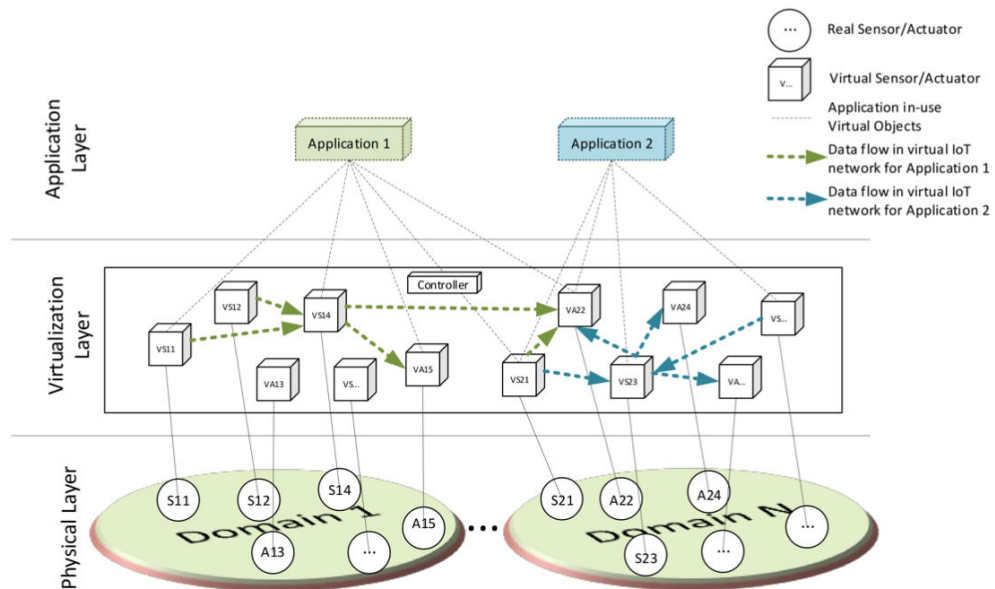 ...
Real Sensor/Actuator
V...
Virtual Sensor/Actuator
Application in-use
Virtual Objects
Data flow in virtual IoT
network for Application 1
Data flow in virtual IoT
network for Application 2
Application
Layer
Application 1
Application 2
Virtualization
Layer
Controller
VS12
VS14
VA22
VA24
VS...
VS11
VA13
VS...
VA15
VS21
VS23
VA...
Physical Layer
S11
S12
S14
A15
A13
...
Domain 1
...
S21
A22
A24
...
S23
...
Domain N